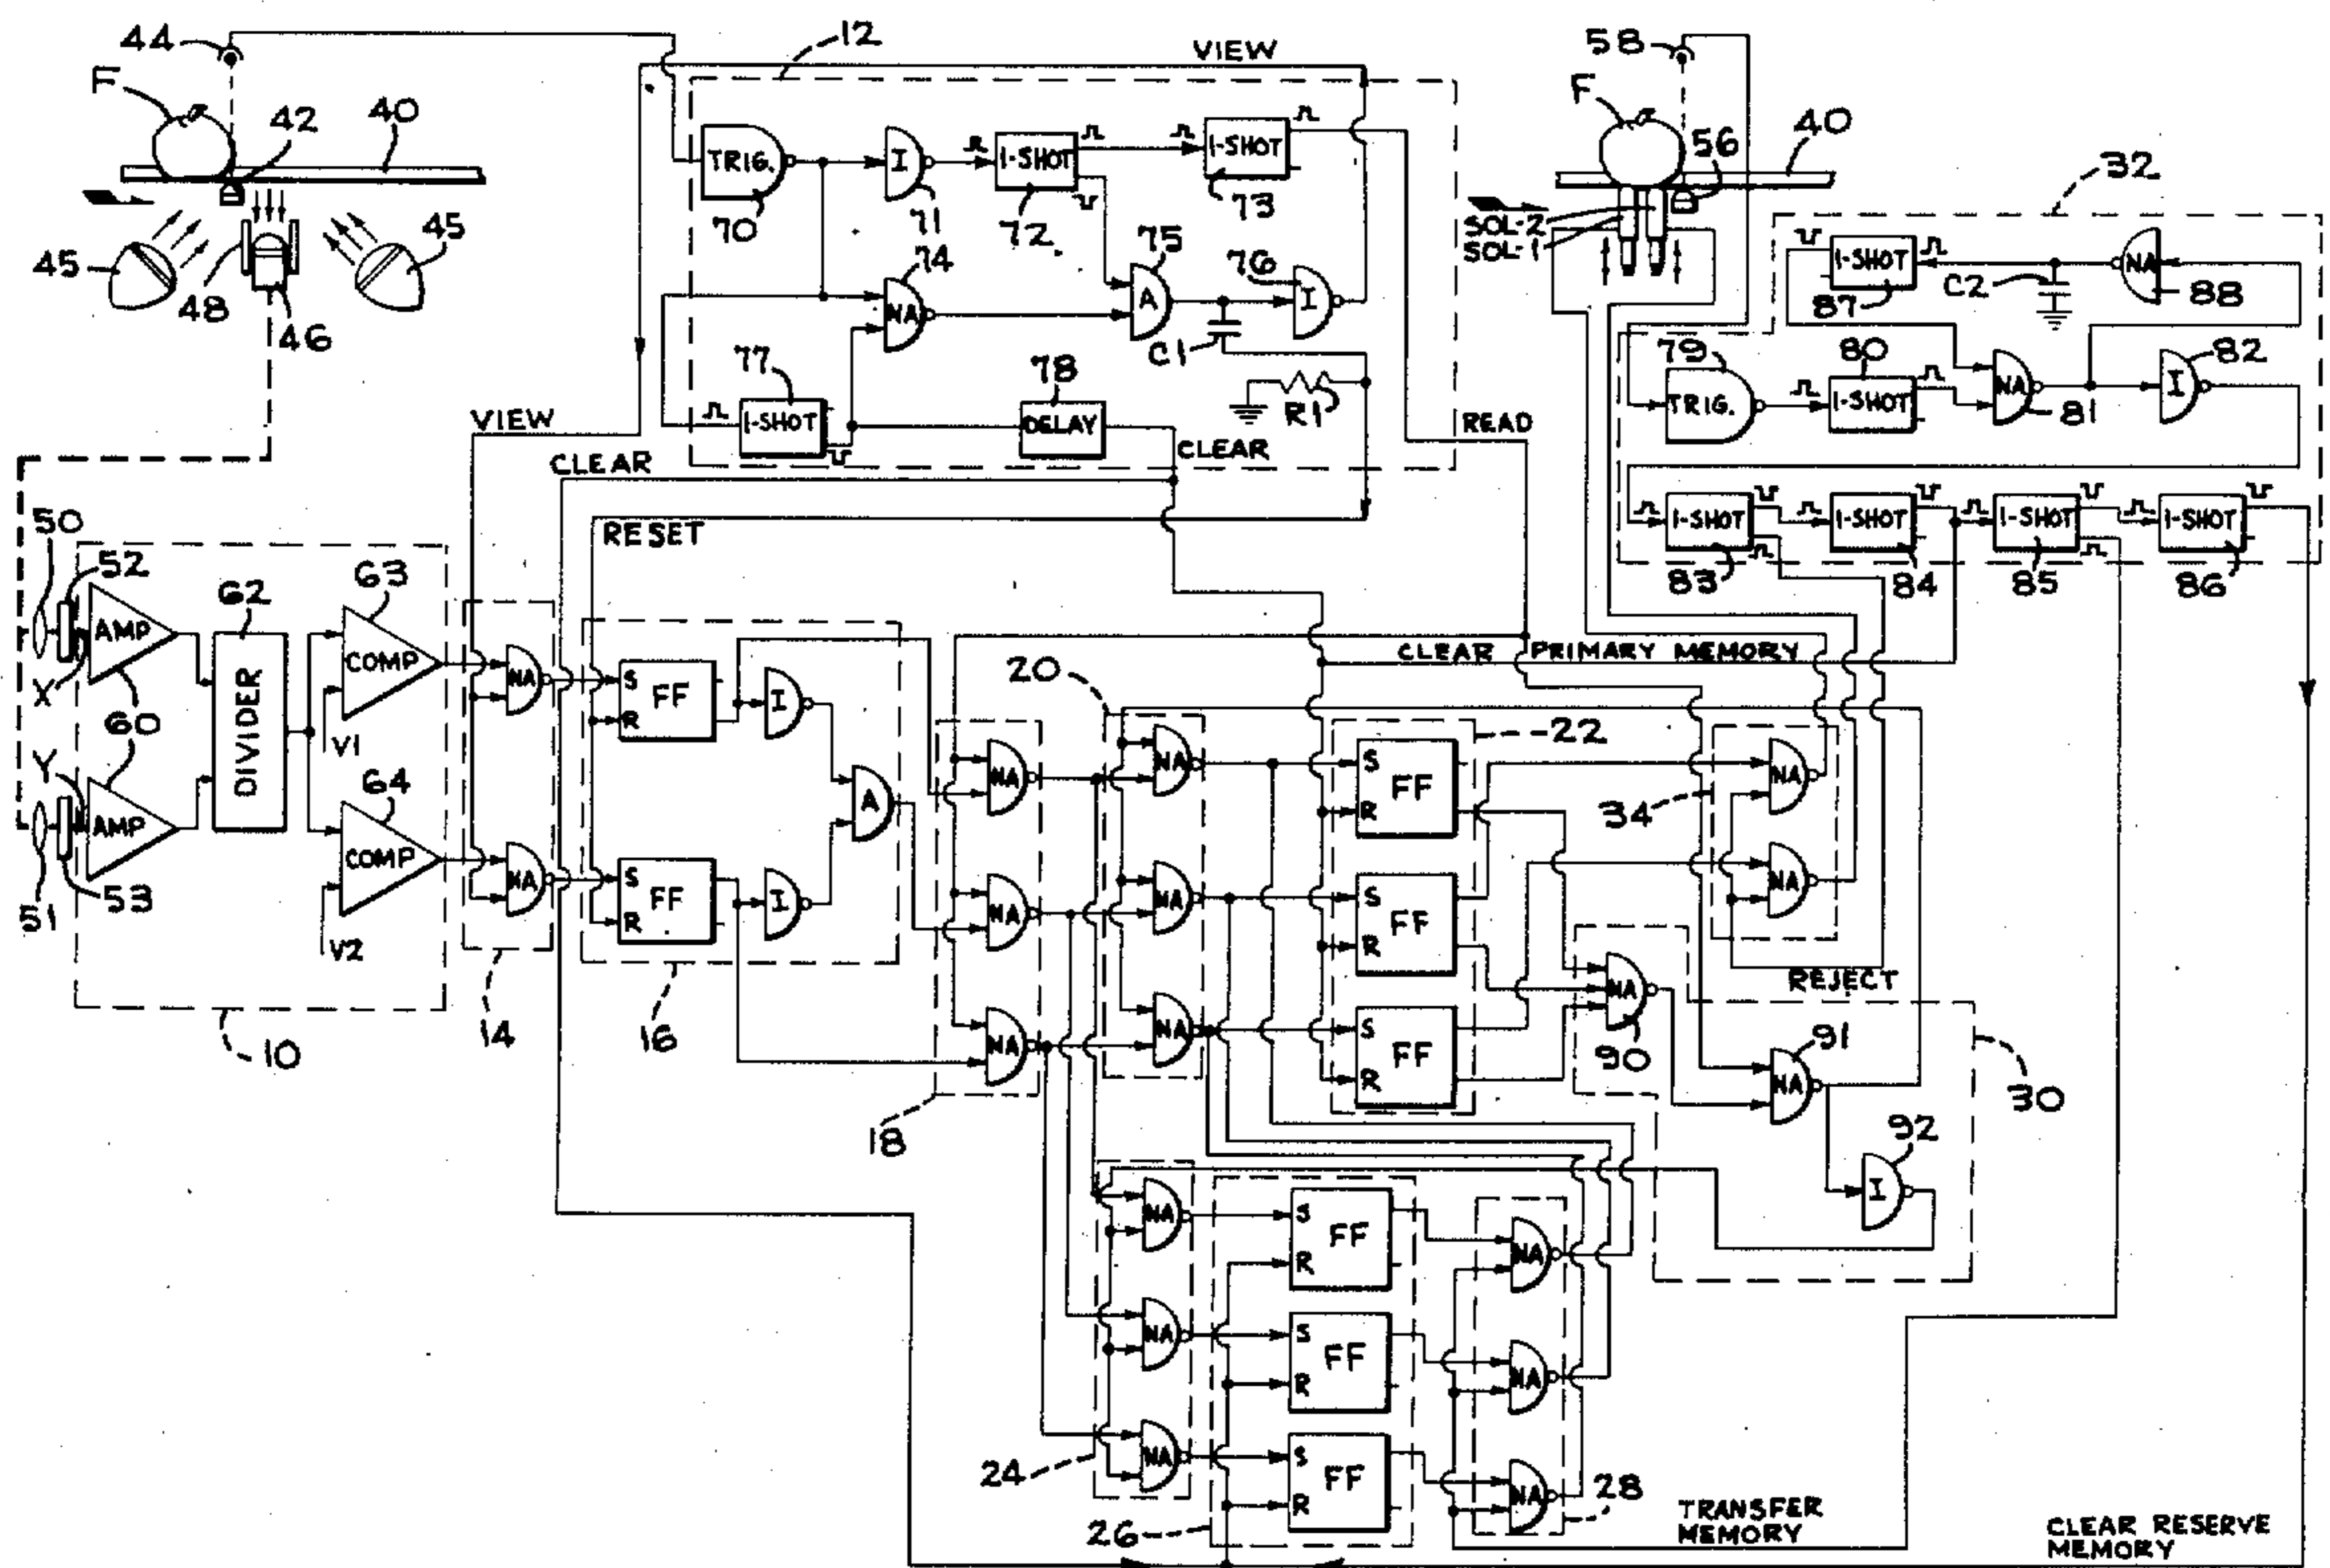 44
12
VIEW
58
F
42
40
F
56
40
32
TRIG.
I
1-SHOT
1-SHOT
70
71
72
73
45
48
46
45
SOL-2
SOL-1
74
75
76
NA
A
I
C1
R1
1-SHOT
87
C2
NA
88
77
78
1-SHOT
DELAY
79
80
82
TRIG.
1-SHOT
NA
81
I
VIEW
CLEAR
CLEAR
READ
RESET
1-SHOT
1-SHOT
1-SHOT
1-SHOT
83
84
85
86
50
52
62
63
AMP
COMP
X
60
V1
DIVIDER
Y
64
AMP
COMP
51
53
V2
10
14
NA
NA
S
FF
R
I
A
S
FF
R
I
16
20
CLEAR PRIMARY MEMORY
22
NA
NA
NA
18
NA
NA
NA
S
FF
R
S
FF
R
S
FF
R
34
NA
NA
REJECT
NA
90
91
NA
30
92
I
NA
NA
NA
24
S
FF
R
S
FF
R
S
FF
R
26
NA
NA
NA
28
TRANSFER
MEMORY
CLEAR RESERVE
MEMORY